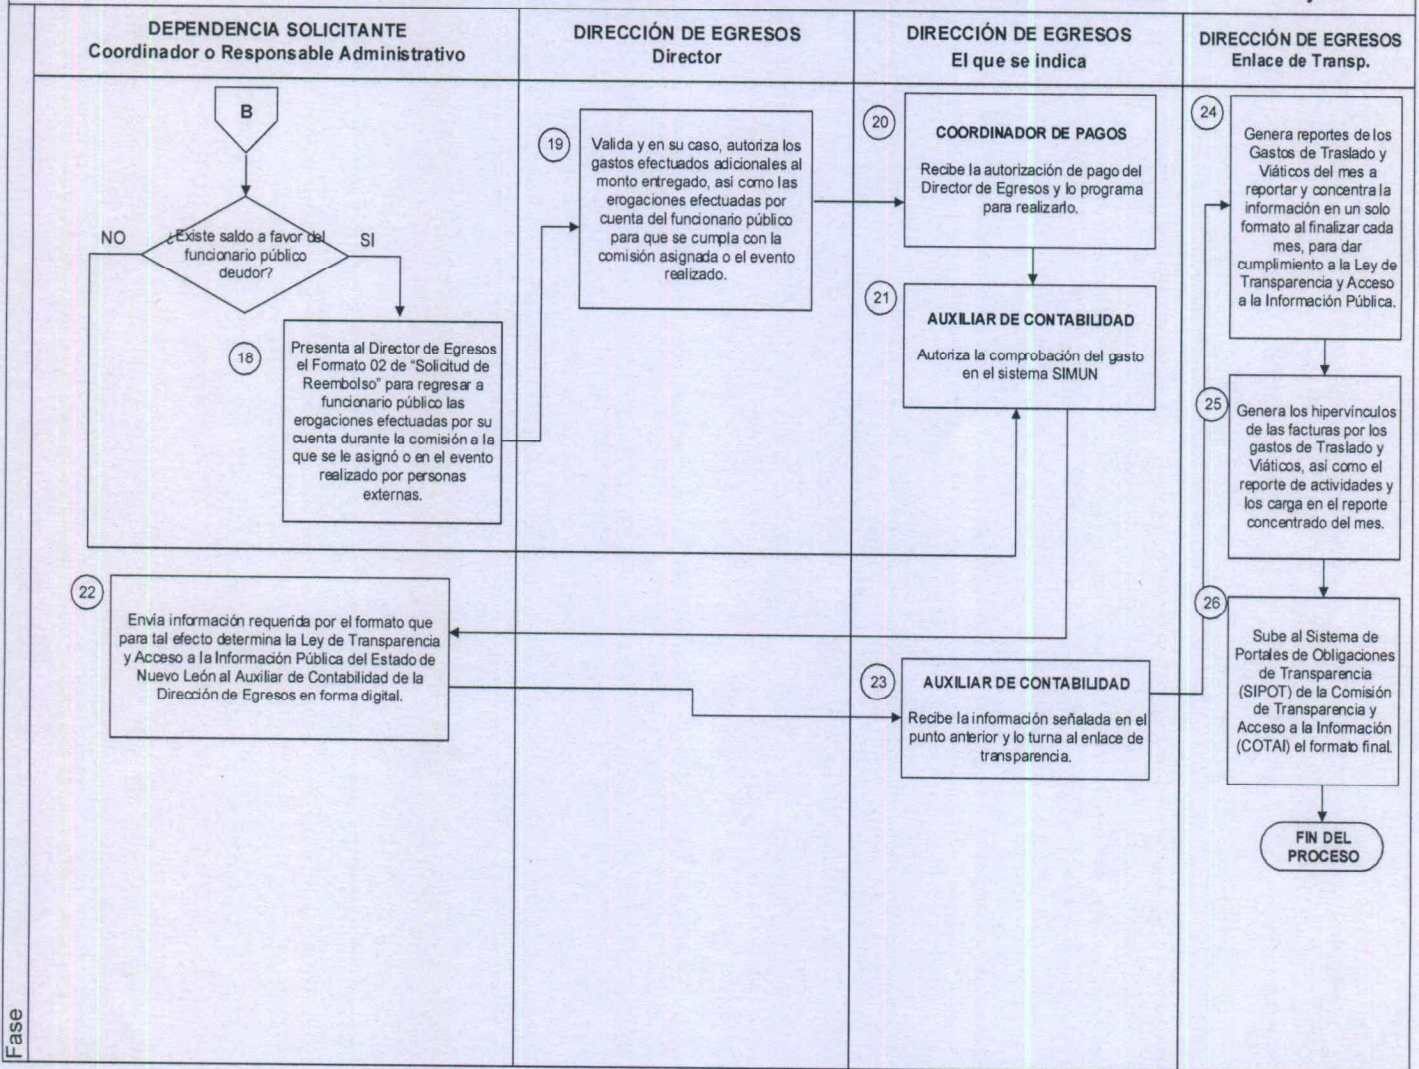 DEPENDENCIA SOLICITANTE
Coordinador o Responsable Administrativo
DIRECCIÓN DE EGRESOS
Director
DIRECCIÓN DE EGRESOS
El que se indica
DIRECCIÓN DE EGRESOS
Enlace de Transp.
B
NO
¿Existe saldo a favor del
funcionario público
deudor?
SI
18
Presenta al Director de Egresos
el Formato 02 de "Solicitud de
Reembolso" para regresar a
funcionario público las
erogaciones efectuadas por su
cuenta durante la comisión a la
que se le asignó o en el evento
realizado por personas
externas.
19
Valida y en su caso, autoriza los
gastos efectuados adicionales al
monto entregado, así como las
erogaciones efectuadas por
cuenta del funcionario público
para que se cumpla con la
comisión asignada o el evento
realizado.
20
COORDINADOR DE PAGOS
Recibe la autorización de pago del
Director de Egresos y lo programa
para realizarlo.
21
AUXILIAR DE CONTABILIDAD
Autoriza la comprobación del gasto
en el sistema SIMUN
22
Envía información requerida por el formato que
para tal efecto determina la Ley de Transparencia
y Acceso a la Información Pública del Estado de
Nuevo León al Auxiliar de Contabilidad de la
Dirección de Egresos en forma digital.
23
AUXILIAR DE CONTABILIDAD
Recibe la información señalada en el
punto anterior y lo turna al enlace de
transparencia.
24
Genera reportes de los
Gastos de Traslado y
Viáticos del mes a
reportar y concentra la
información en un solo
formato al finalizar cada
mes, para dar
cumplimiento a la Ley de
Transparencia y Acceso
a la Información Pública.
25
Genera los hipervínculos
de las facturas por los
gastos de Traslado y
Viáticos, así como el
reporte de actividades y
los carga en el reporte
concentrado del mes.
26
Sube al Sistema de
Portales de Obligaciones
de Transparencia
(SIPOT) de la Comisión
de Transparencia y
Acceso a la Información
(COTAI) el formato final.
FIN DEL
PROCESO
Fase